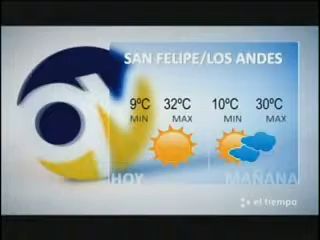 SAN FELIPE/LOS ANDES
9ºC 32ºC 10ºC 30ºC
MIN MAX MIN MAX
HOY MAÑANA
el tiempo